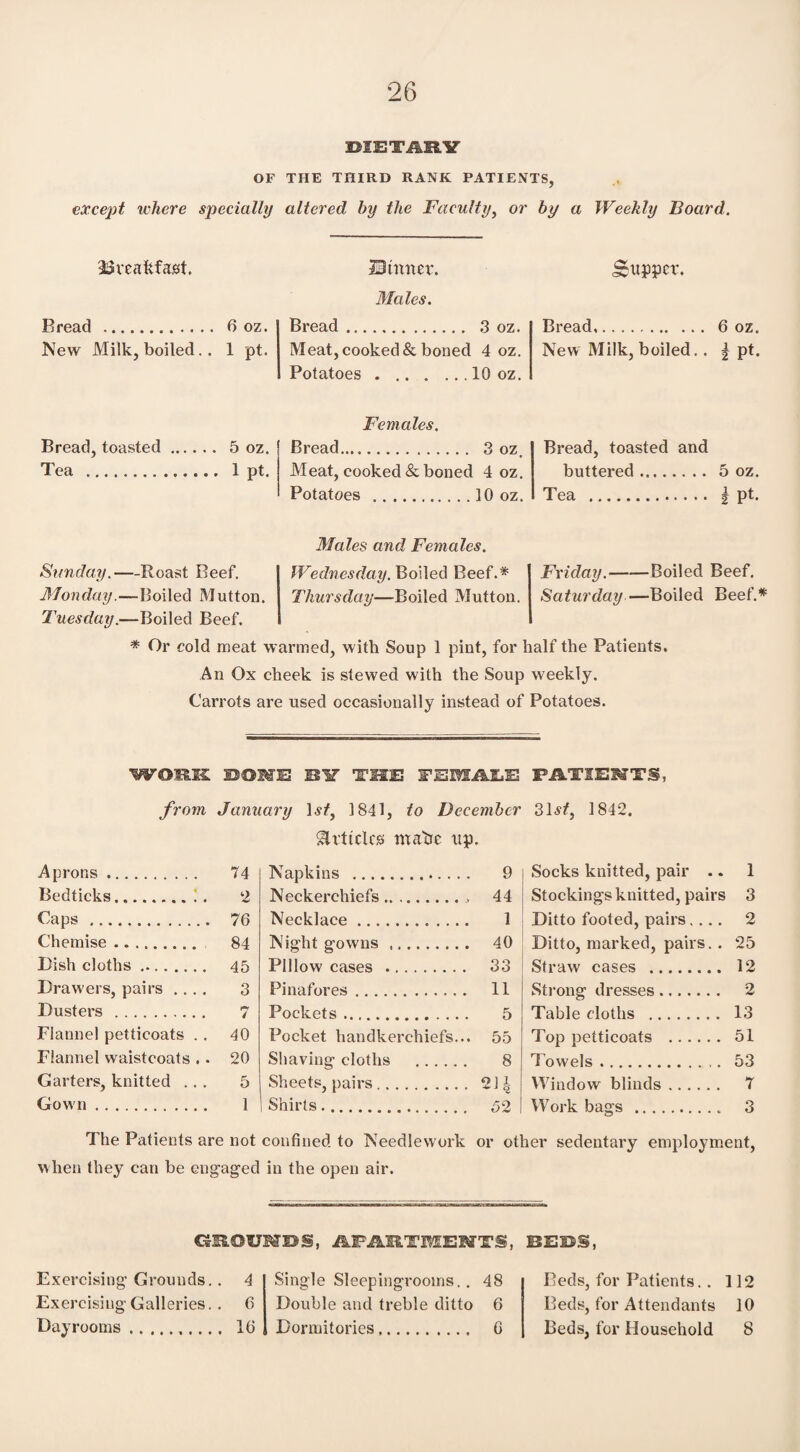 26
DIETARY
OF THE THIRD RANK PATIENTS,
except where specially altered by the Faculty, or by a Weekly Board.
Breakfast. Dinner. Supper.
Males.
Bread ............ 6 oz. Bread ............ 3 oz. Bread ............ 6 oz.
New Milk, boiled.. 1 pt. Meat, cooked & boned 4 oz. New Milk, boiled.. ½ pt.
Potatoes ......... 10 oz.
Females.
Bread, toasted ...... 5 oz. Bread ............ 3 oz. Bread, toasted and
Tea ............ 1 pt. Meat, cooked & boned 4 oz. buttered ........ 5 oz.
Potatoes ........... 10 oz. Tea ............ ½ pt.
Males and Females.
Sunday.—Roast Beef. Wednesday. Boiled Beef.* Friday.——Boiled Beef.
Monday.—Boiled Mutton. Thursday—Boiled Mutton. Saturday.—Boiled Beef.*
Tuesday.—Boiled Beef.
* Or cold meat warmed, with Soup 1 pint, for half the Patients.
An Ox cheek is stewed with the Soup weekly.
Carrots are used occasionally instead of Potatoes.
WORK DONE BY THE FEMALE PATIENTS,
from January 1st, 1841, to December 31st, 1842.
Articles made up.
Aprons .......... 74 Napkins ............ 9 Socks knitted, pair .. 1
Bedticks .......... 2 Neckerchiefs .......... 44 Stockings knitted, pairs 3
Caps ............ 76 Necklace ............ 1 Ditto footed, pairs .... 2
Chemise .......... 84 Night gowns ......... 40 Ditto, marked, pairs .. 25
Dish cloths ........ 45 Pillow cases .......... 33 Straw cases ........ 12
Drawers, pairs .... 3 Pinafores ............ 11 Strong dresses ....... 2
Dusters .......... 7 Pockets ............ 5 Table cloths ........ 13
Flannel petticoats .. 40 Pocket handkerchiefs... 55 Top petticoats ...... 51
Flannel waistcoats .. 20 Shaving cloths ...... 8 Towels ............ 53
Garters, knitted ... 5 Sheets, pairs .......... 21½ Window blinds ...... 7
Gown ............ 1 Shirts ............ 52 Work bags .......... 3
The Patients are not confined to Needlework or other sedentary employment,
when they can be engaged in the open air.
GROUNDS, APARTMENTS, BEDS,
Exercising Grounds.. 4 Single Sleepingrooms.. 48 Beds, for Patients.. 112
Exercising Galleries.. 6 Double and treble ditto 6 Beds, for Attendants 10
Dayrooms .......... 16 Dormitories .......... 6 Beds, for Household 8